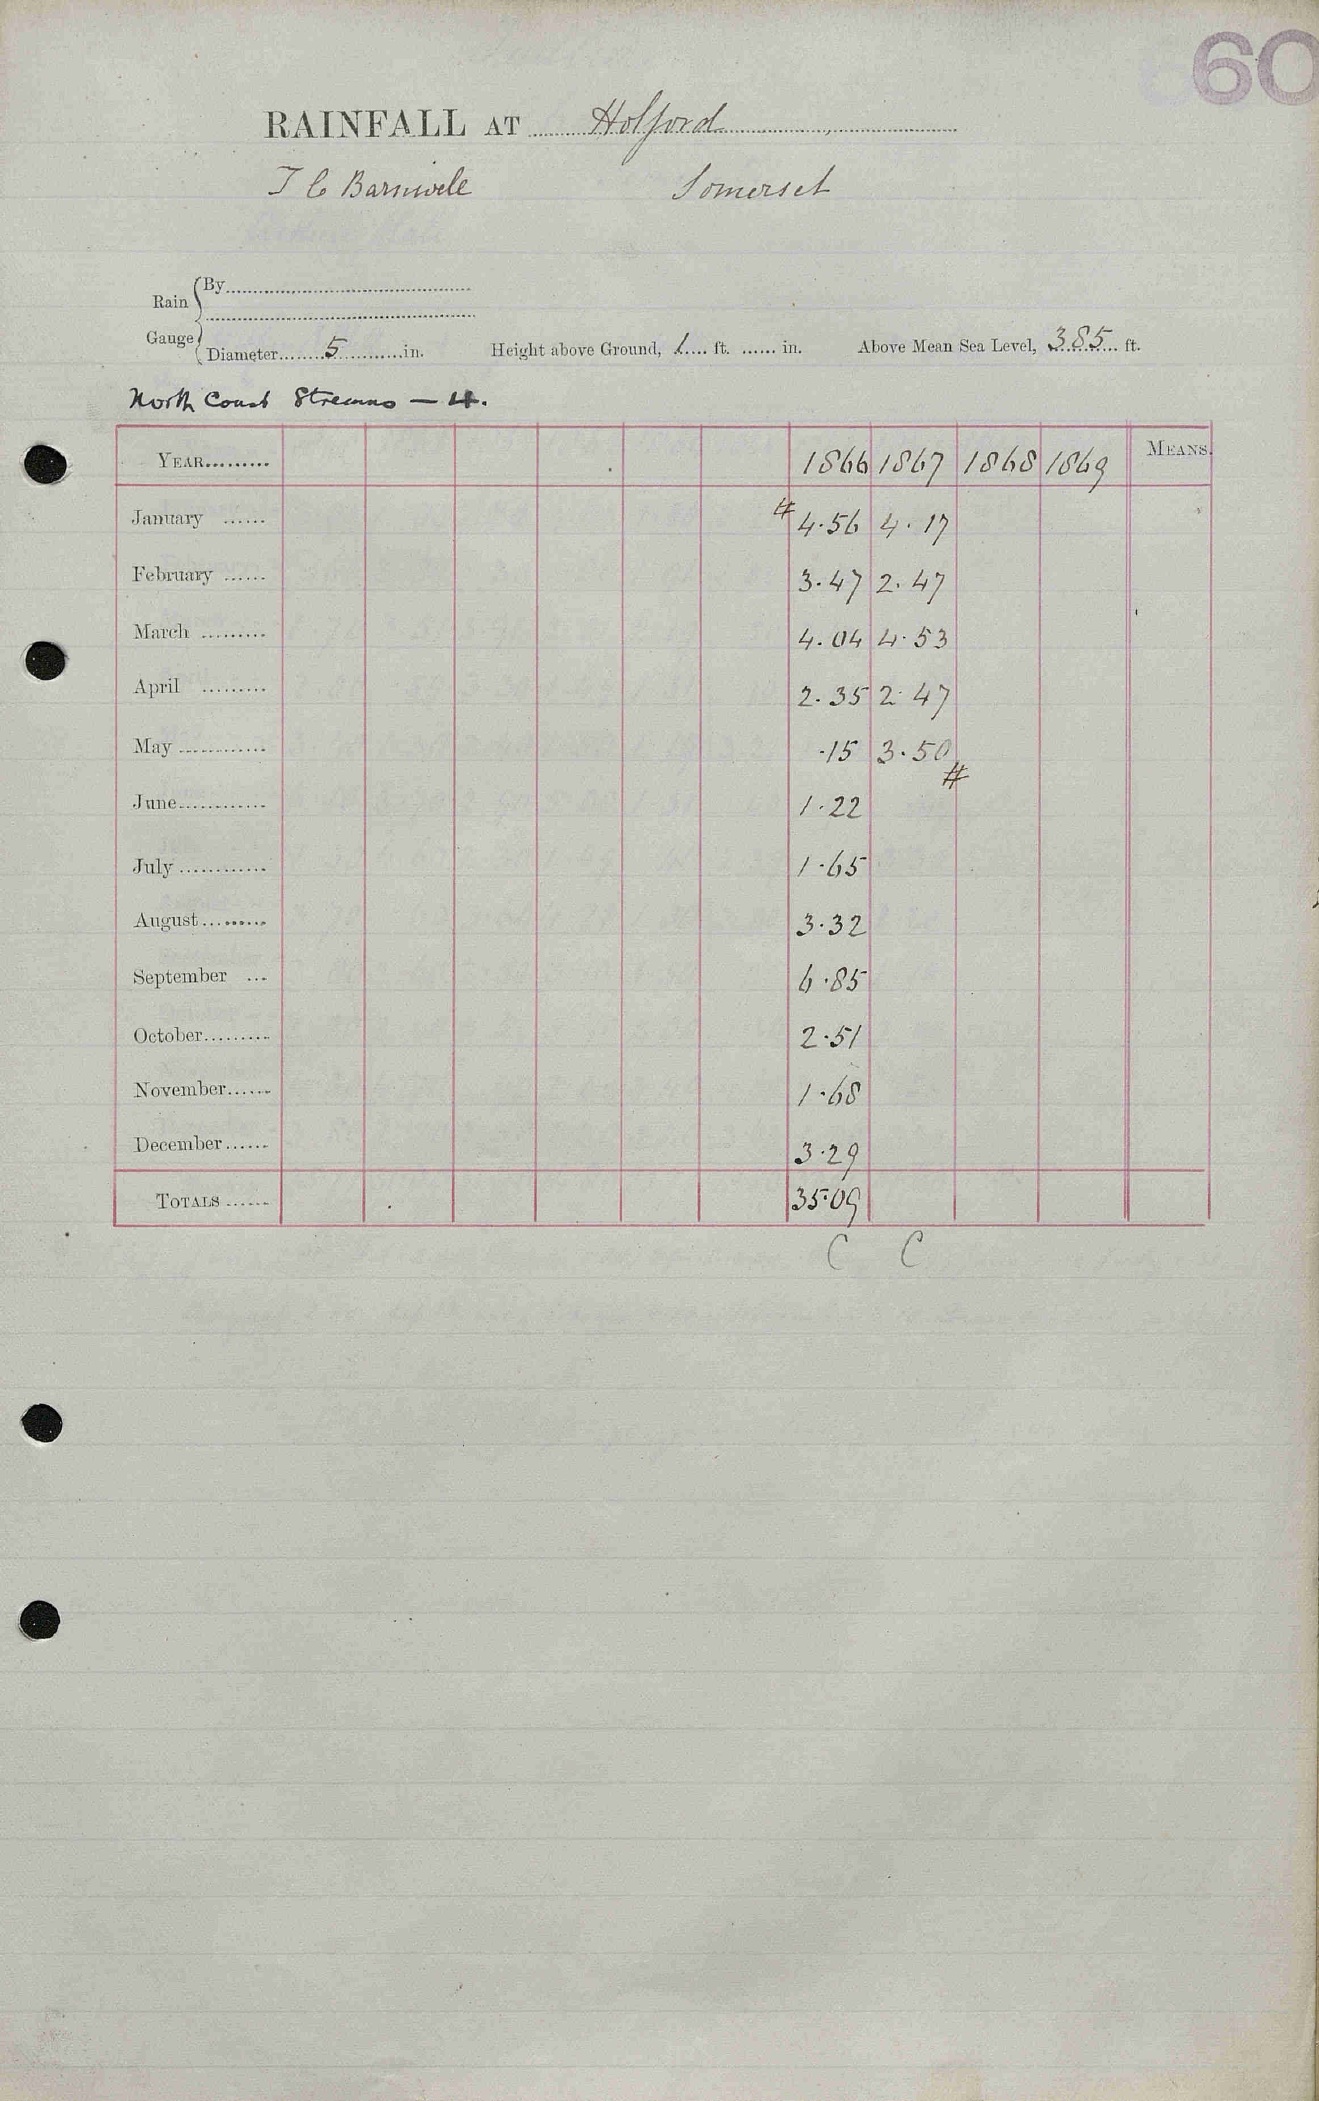 60
RAINFALL AT Holford
T C Barnwell Somerset
Rain Gauge
By
Diameter 5 in. Height above Ground, 1 ft. in. Above Mean Sea Level, 385 ft.
North Coast Streams — 4.
YEAR 1866 1867 1868 1869 MEANS.
January # 4.56 4.17
February 3.47 2.47
March 4.04 4.53
April 2.35 2.47
May .15 3.50 #
June 1.22
July 1.65
August 3.32
September 6.85
October 2.51
November 1.68
December 3.29
TOTALS 35.09
C C